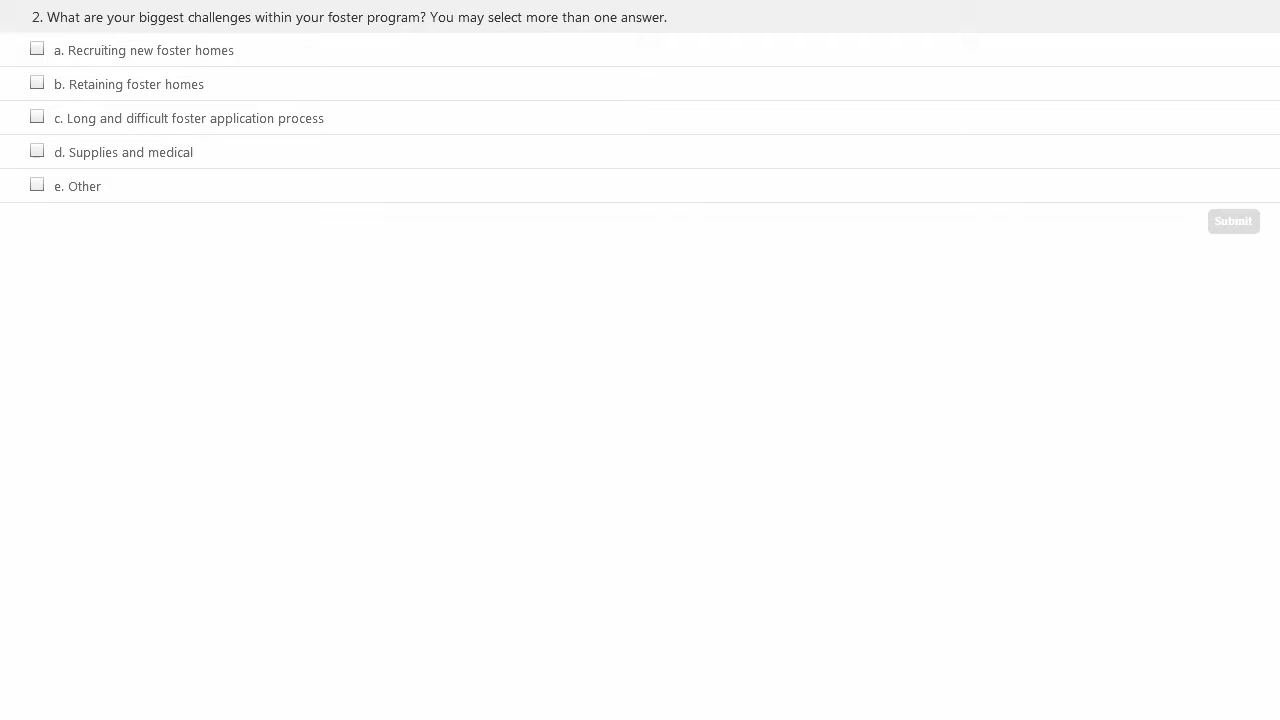 2. What are your biggest challenges within your foster program? You may select more than one answer.
a. Recruiting new foster homes
b. Retaining foster homes
c. Long and difficult foster application process
d. Supplies and medical
e. Other
Submit